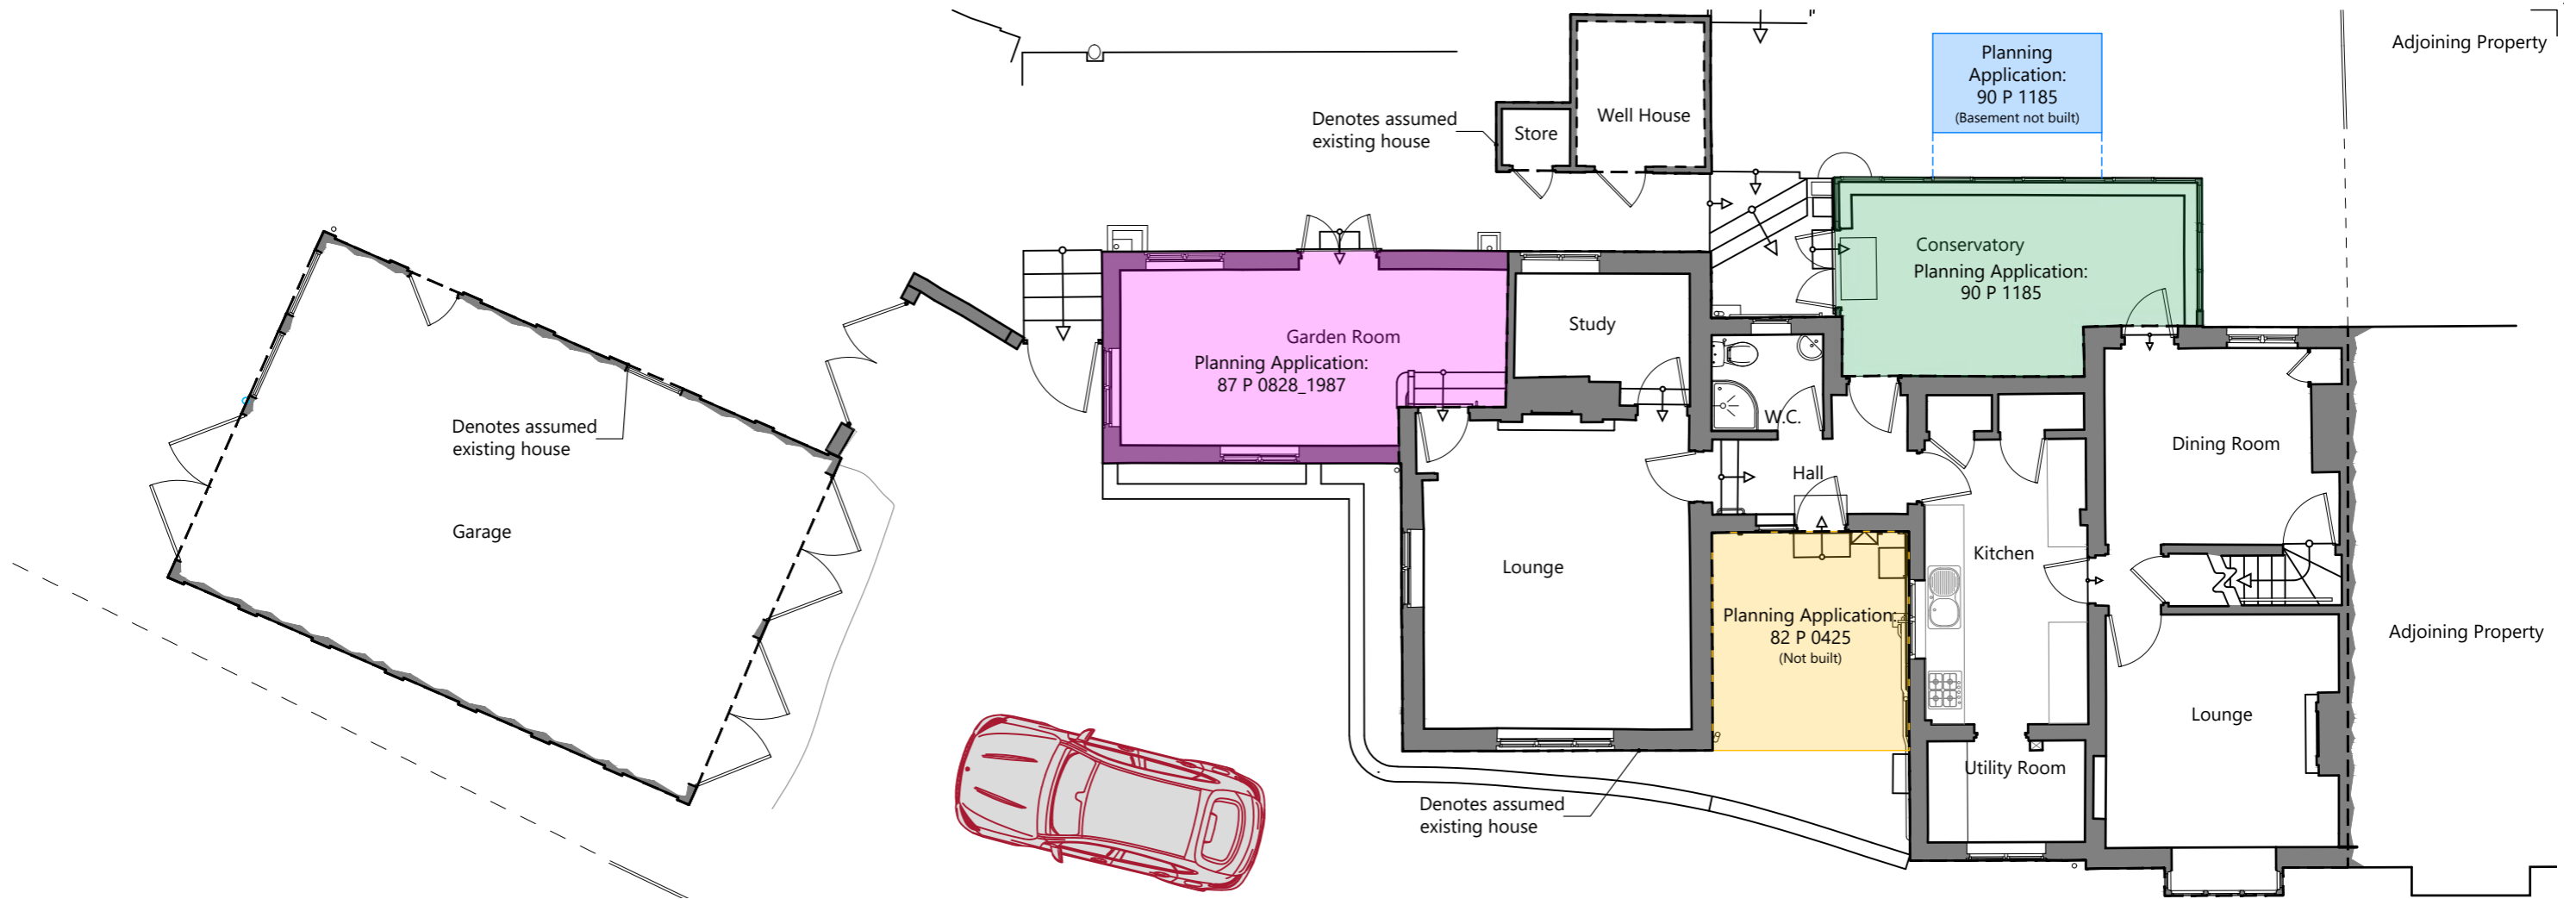 Adjoining Property
Planning
Application:
90 P 1185
(Basement not built)
Denotes assumed
existing house
Store
Well House
Conservatory
Planning Application:
90 P 1185
Study
Garden Room
Planning Application:
87 P 0828_1987
W.C.
Denotes assumed
existing house
Dining Room
Hall
Garage
Lounge
Kitchen
Planning Application:
82 P 0425
(Not built)
Adjoining Property
Lounge
Utility Room
Denotes assumed
existing house